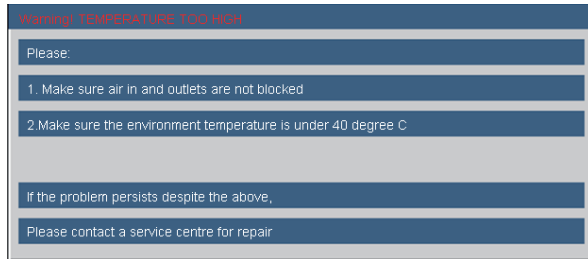 Warning! TEMPERATURE TOO HIGH
Please:
1. Make sure air in and outlets are not blocked
2.Make sure the environment temperature is under 40 degree C
If the problem persists despite the above,
Please contact a service centre for repair